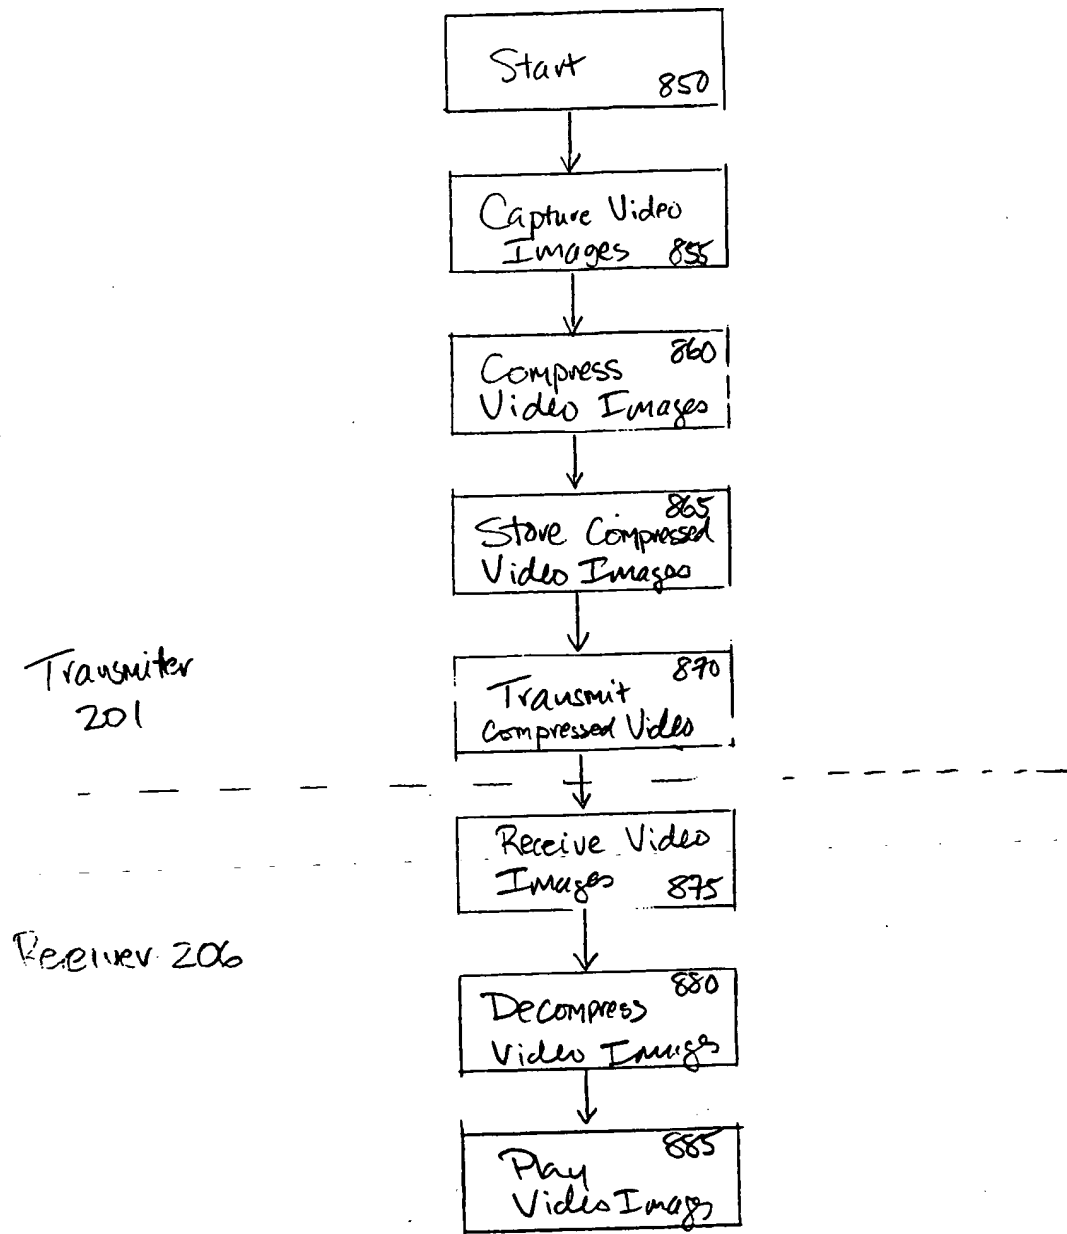 Start
850
Capture Video
Images 855
860
Compress
Video Images
865
Store Compressed
Video Images
Transmiter
201
870
Transmit
Compressed Video
Receive Video
Images 875
Receiver 206
880
Decompress
Video Images
885
Play
Video Images